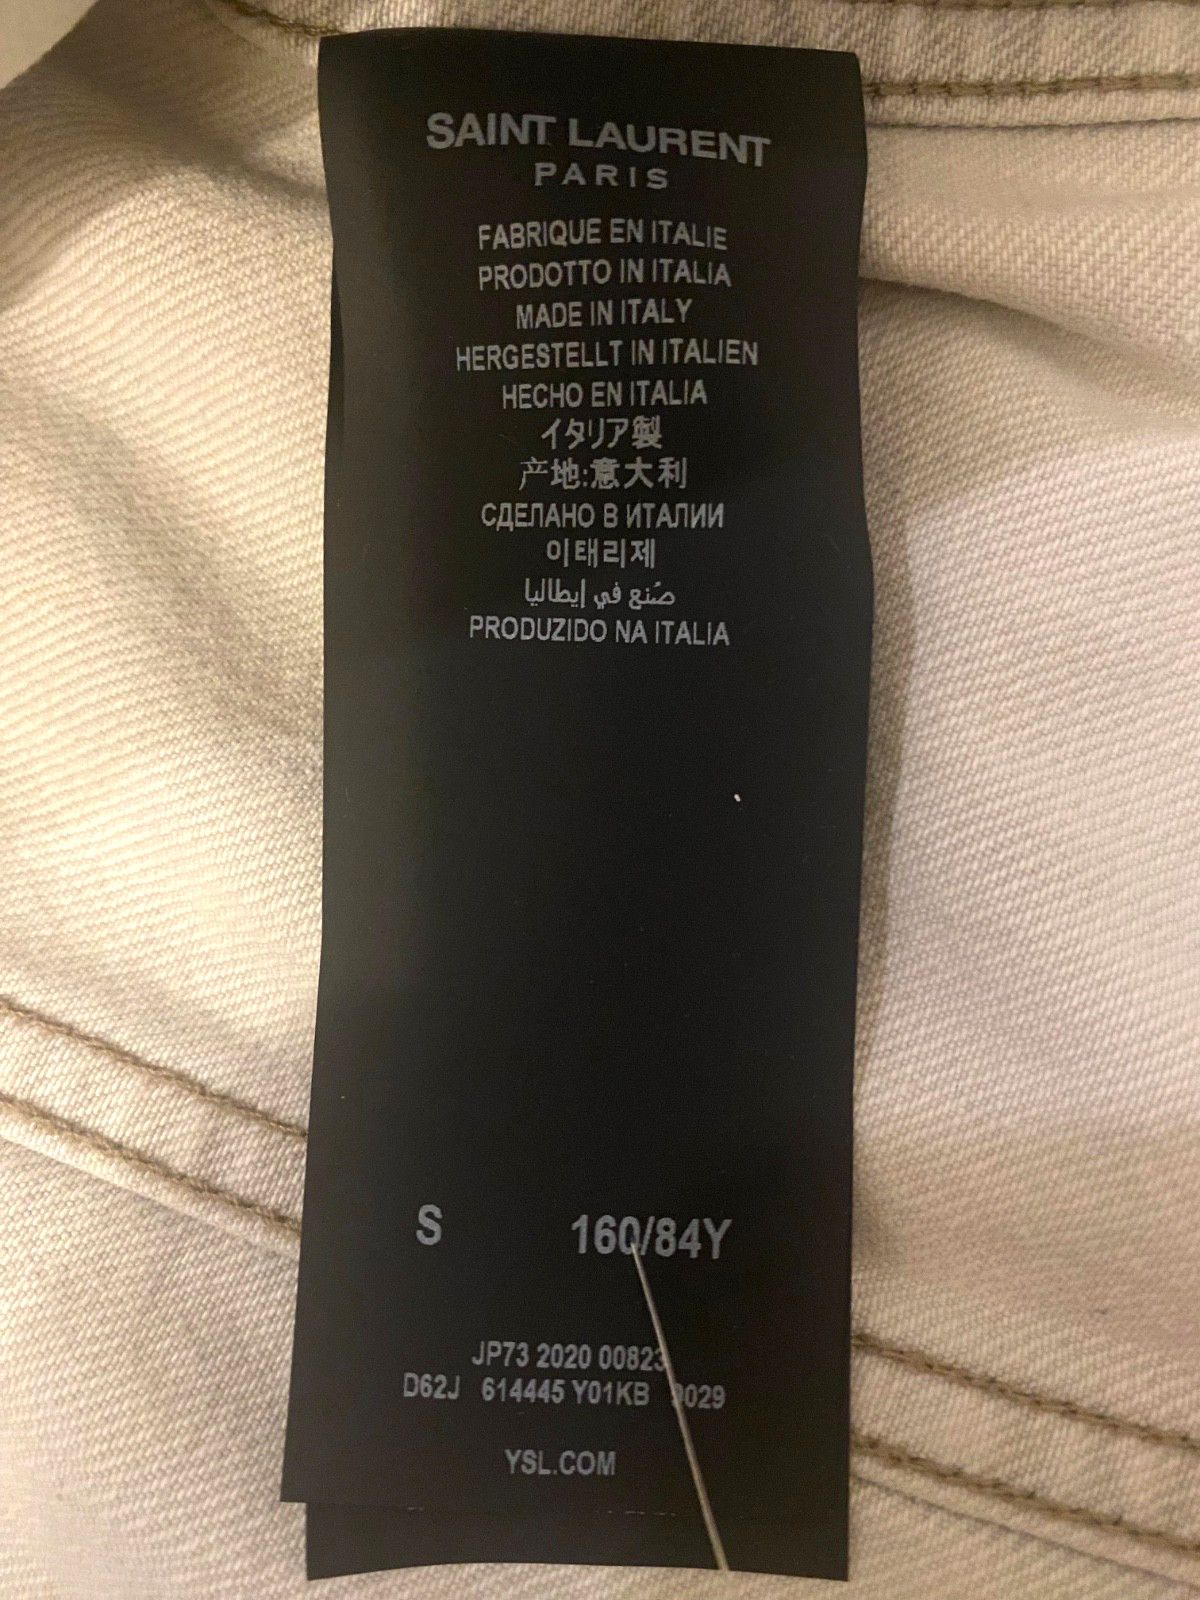 SAINT LAURENT
PARIS
FABRIQUE EN ITALIE
PRODOTTO IN ITALIA
MADE IN ITALY
HERGESTELLT IN ITALIEN
HECHO EN ITALIA
イタリア製
产地:意大利
СДЕЛАНО В ИТАЛИИ
이태리제
صُنع في إيطاليا
PRODUZIDO NA ITALIA
S 160/84Y
JP73 2020 00823
D62J 614445 Y01KB 9029
YSL.COM